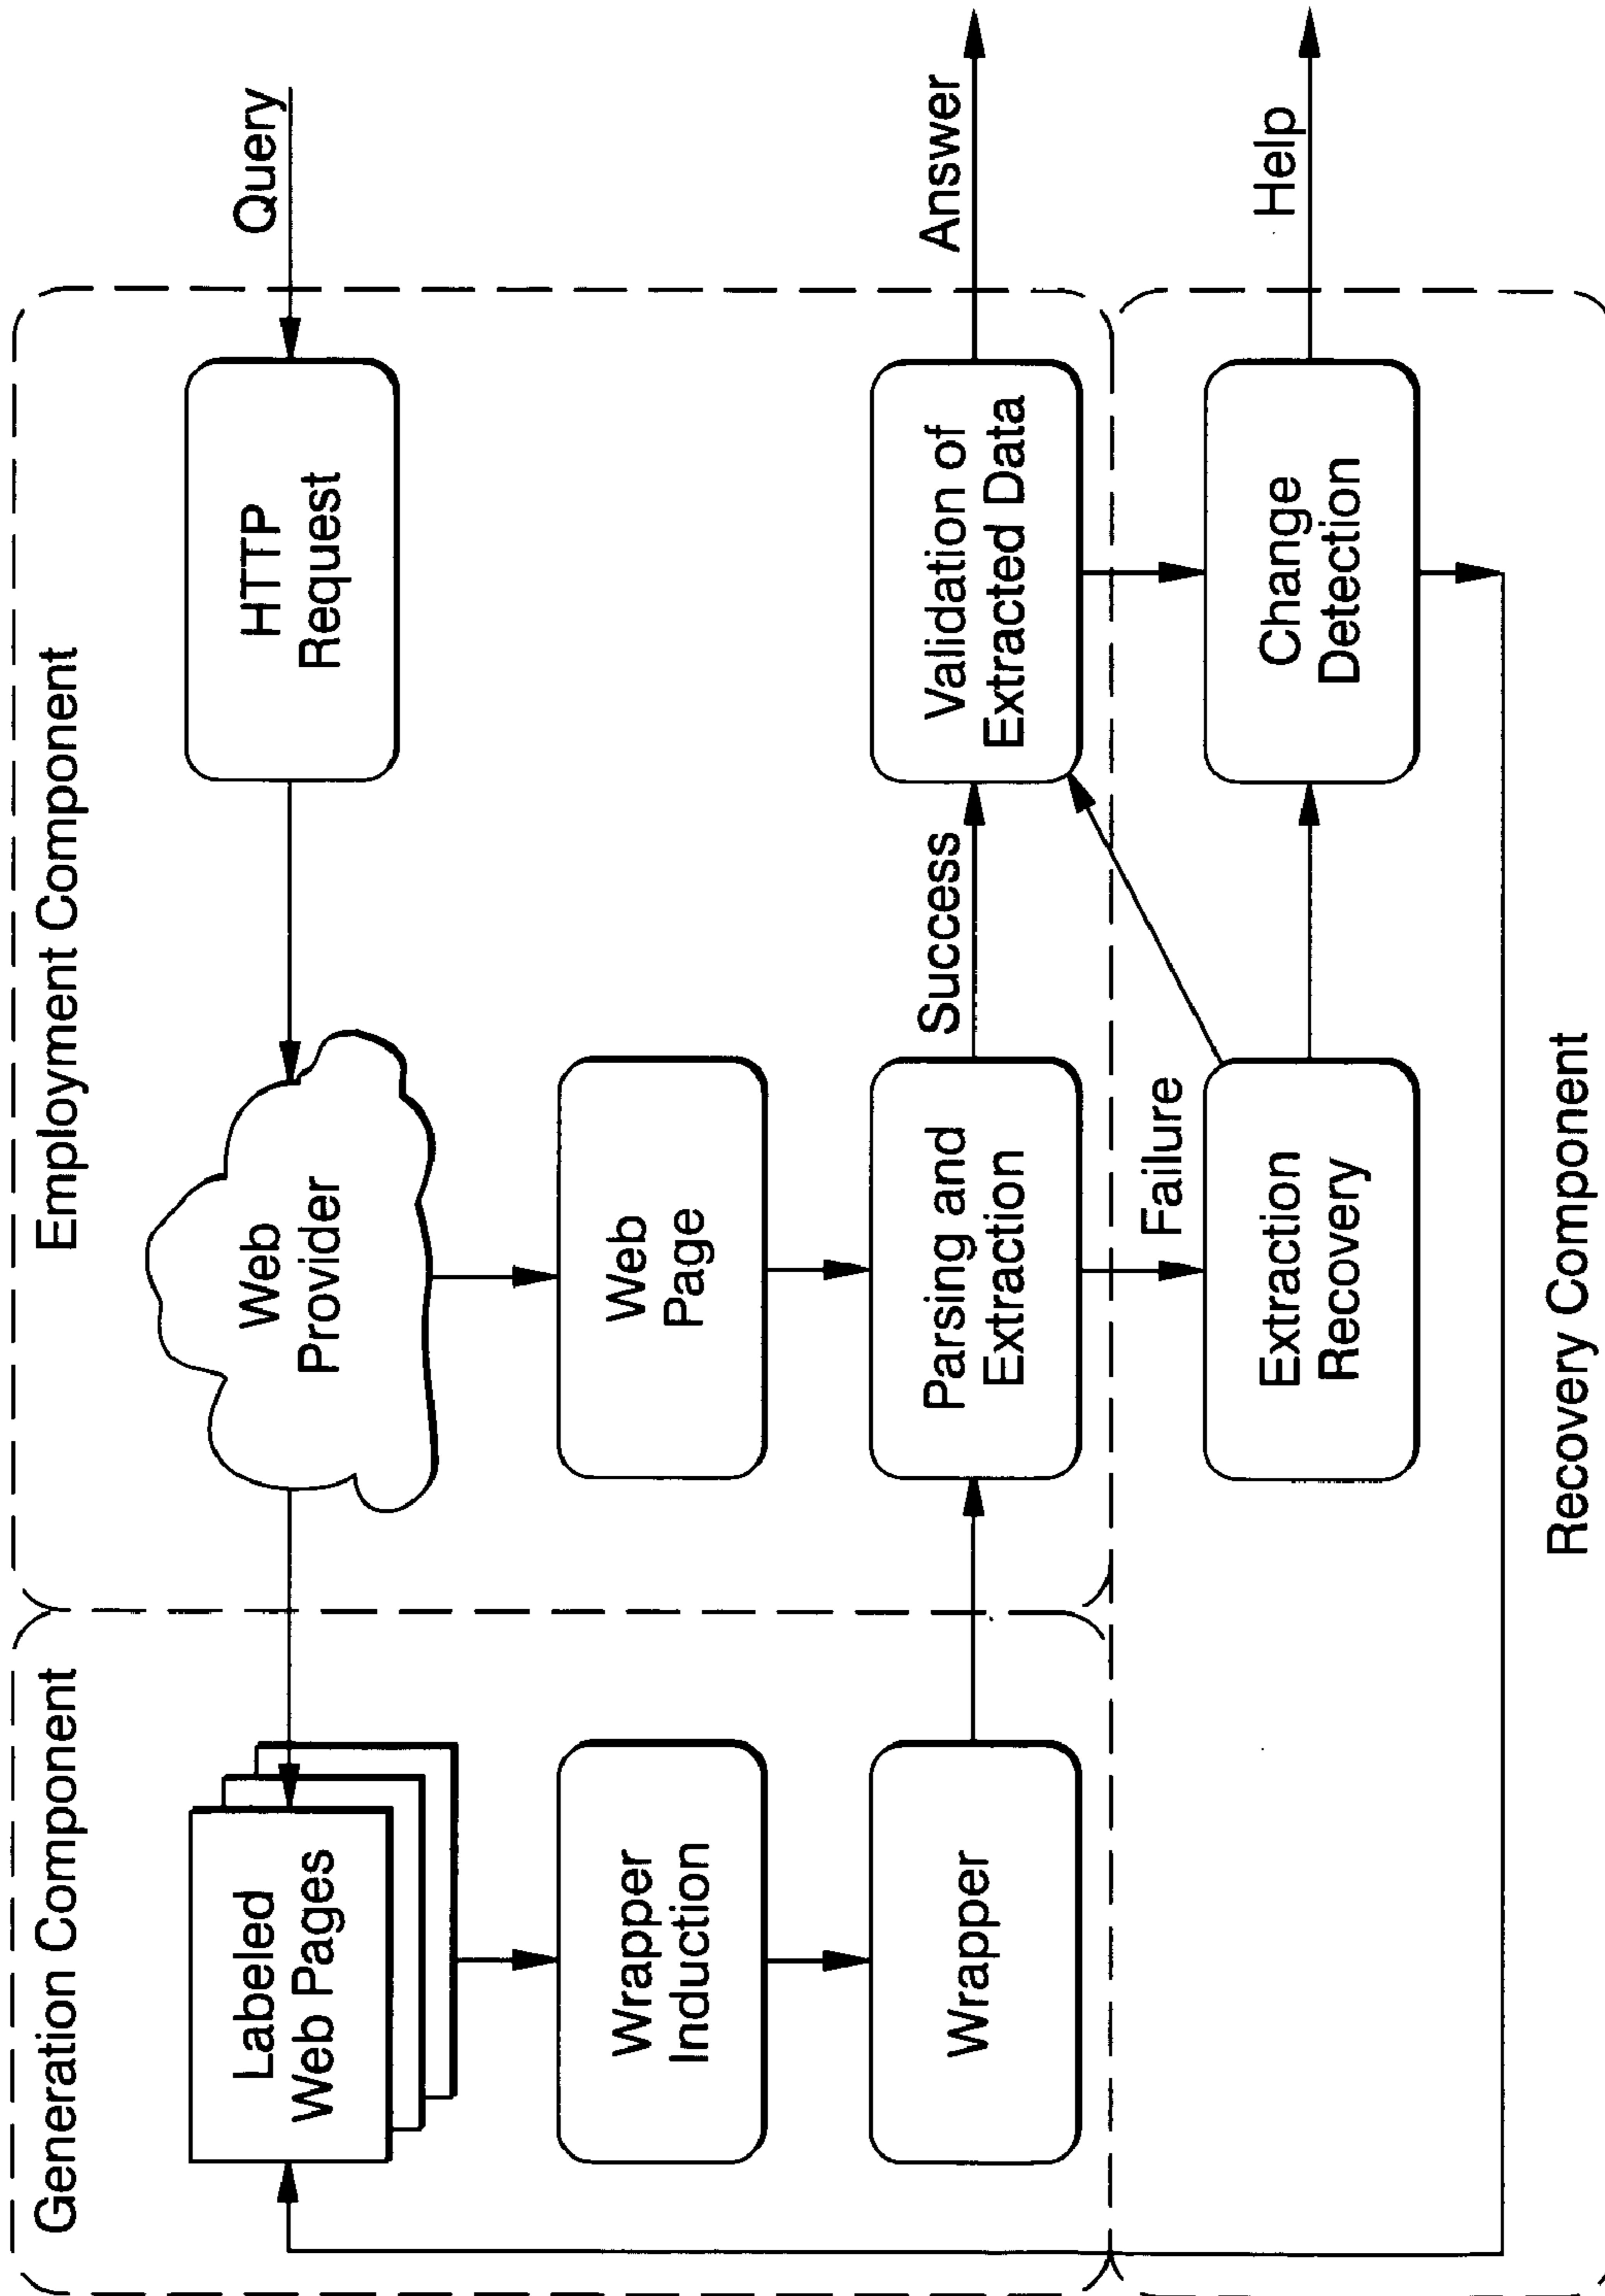 Generation Component
Employment Component
Labeled
Web Pages
Web
Provider
HTTP
Request
Query
Wrapper
Induction
Web
Page
Wrapper
Parsing and
Extraction
Success
Validation of
Extracted Data
Answer
Failure
Extraction
Recovery
Change
Detection
Help
Recovery Component